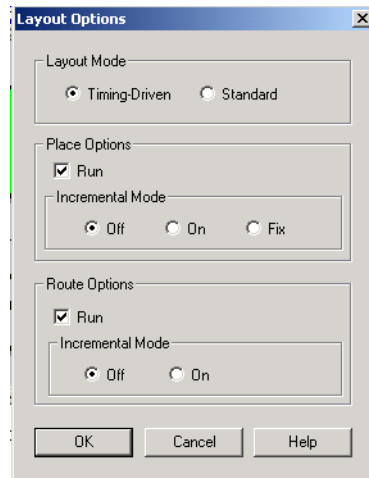 Layout Options
Layout Mode
Timing-Driven Standard
Place Options
Run
Incremental Mode
Off On Fix
Route Options
Run
Incremental Mode
Off On
OK Cancel Help